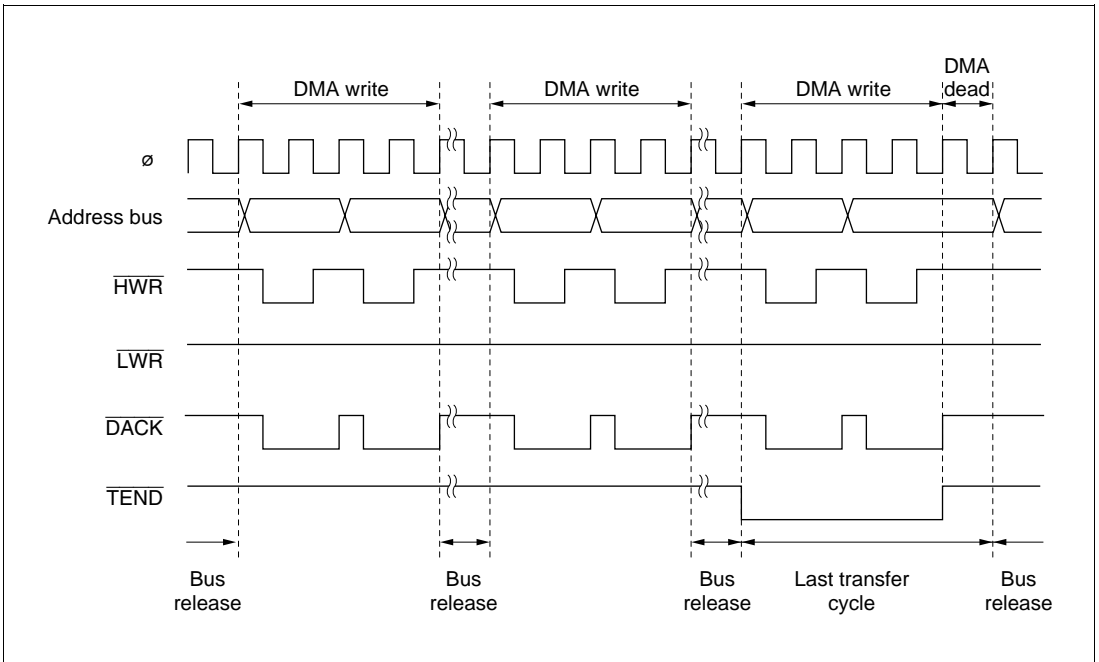 DMA write
DMA write
DMA write
DMA
dead
ø
Address bus
HWR
LWR
DACK
TEND
Bus
release
Bus
release
Bus
release
Last transfer
cycle
Bus
release